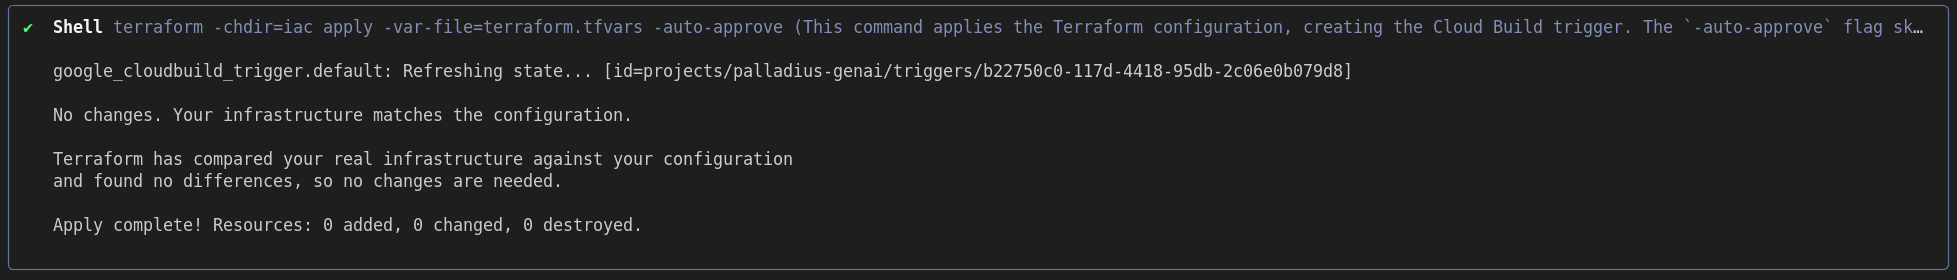 ✔ Shell terraform -chdir=iac apply -var-file=terraform.tfvars -auto-approve (This command applies the Terraform configuration, creating the Cloud Build trigger. The `-auto-approve` flag sk…
google_cloudbuild_trigger.default: Refreshing state... [id=projects/palladius-genai/triggers/b22750c0-117d-4418-95db-2c06e0b079d8]
No changes. Your infrastructure matches the configuration.
Terraform has compared your real infrastructure against your configuration
and found no differences, so no changes are needed.
Apply complete! Resources: 0 added, 0 changed, 0 destroyed.